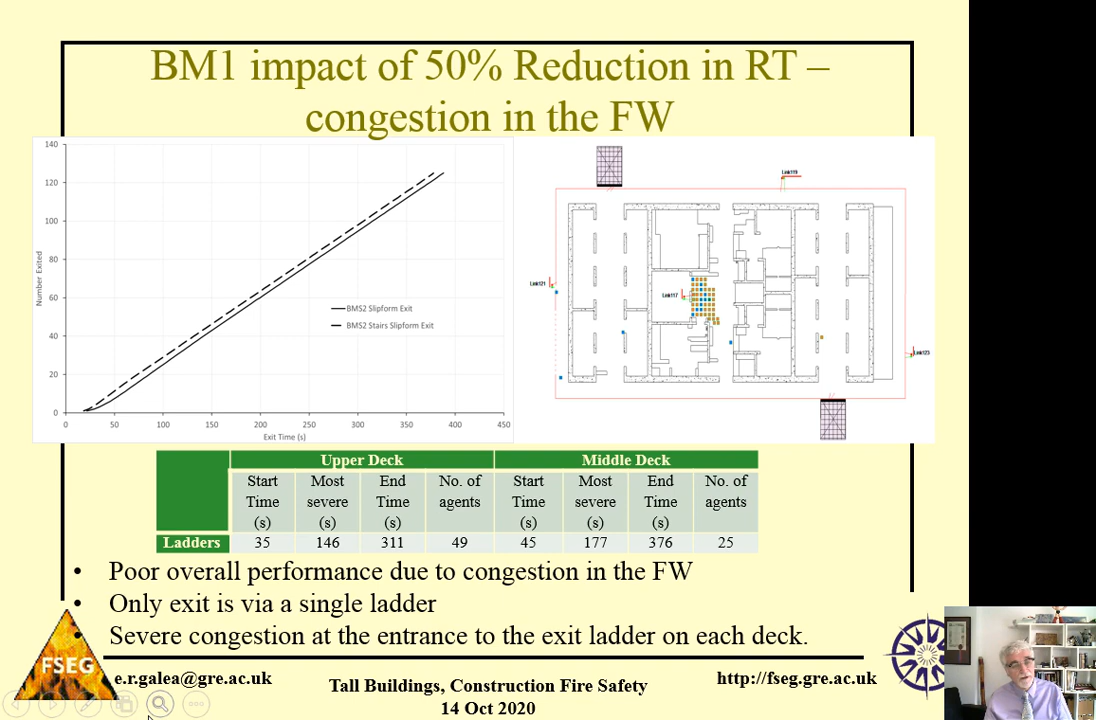 BM1 impact of 50% Reduction in RT –
congestion in the FW
140
120
100
80
60
40
20
0
Number Exited
0 50 100 150 200 250 300 350 400 450
Exit Time (s)
BMS2 Slipform Exit
BMS2 Stairs Slipform Exit
Link119
Link121
Link117
Link123
Upper Deck Middle Deck
Start Most End No. of Start Most End No. of
Time severe Time agents Time severe Time agents
(s) (s) (s) (s) (s) (s)
Ladders 35 146 311 49 45 177 376 25
• Poor overall performance due to congestion in the FW
• Only exit is via a single ladder
• Severe congestion at the entrance to the exit ladder on each deck.
FSEG
e.r.galea@gre.ac.uk
Tall Buildings, Construction Fire Safety
14 Oct 2020
http://fseg.gre.ac.uk